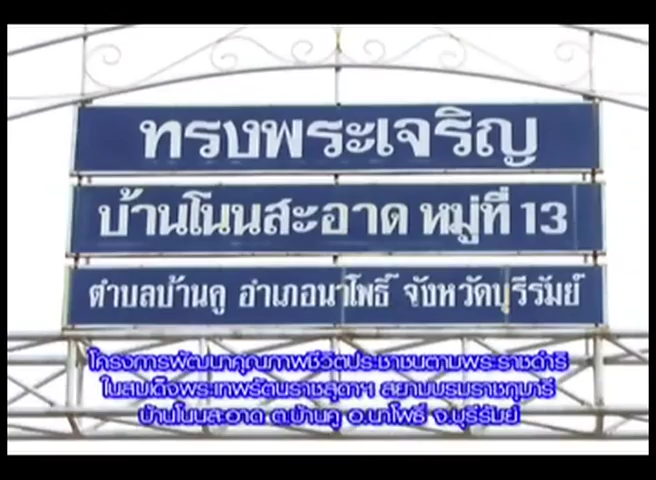 ทรงพระเจริญ
บ้านโนนสะอาด หมู่ที่ 13
ตำบลบ้านคู อำเภอนาโพธิ์ จังหวัดบุรีรัมย์
โครงการพัฒนาคุณภาพชีวิตประชาชนตามพระราชดำริ
ในสมเด็จพระเทพรัตนราชสุดาฯ สยามบรมราชกุมารี
บ้านโนนสะอาด ต.บ้านคู อ.นาโพธิ์ จ.บุรีรัมย์